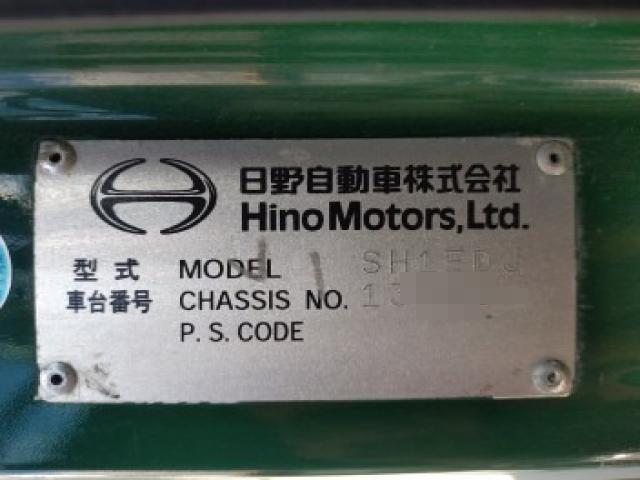 日野自動車株式会社
Hino Motors, Ltd.
型式 MODEL SH1EDJ
車台番号 CHASSIS NO. 13
P. S. CODE